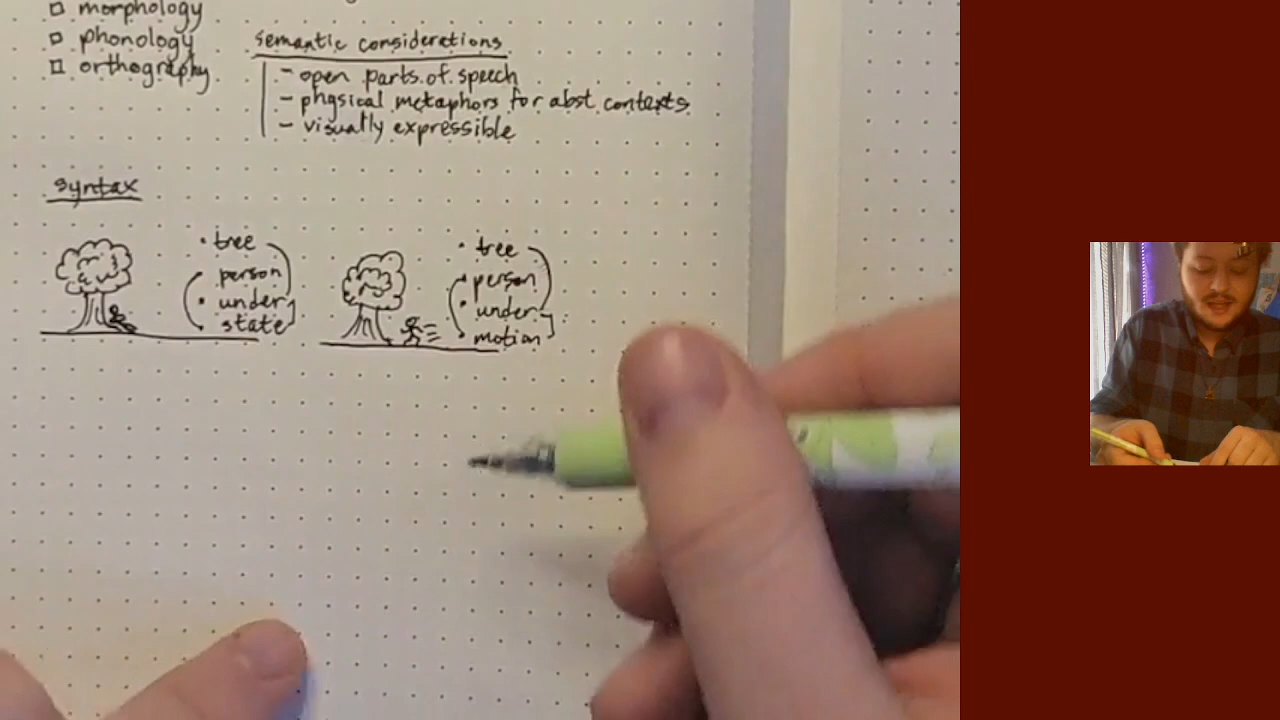 morphology
phonology
orthography
semantic considerations
- open parts of speech
- physical metaphors for abst. contexts
- visually expressible
syntax
• tree
person
• under
state
• tree
person
• under
motion